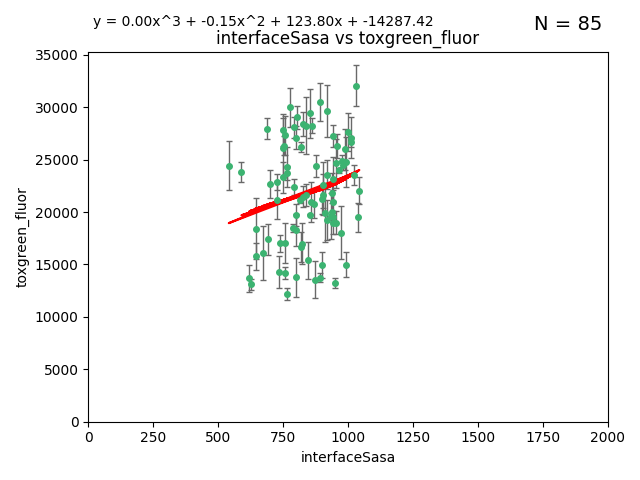 y = 0.00x^3 + -0.15x^2 + 123.80x + -14287.42
N = 85
interfaceSasa vs toxgreen_fluor
35000
30000
25000
20000
15000
10000
5000
0
toxgreen_fluor
0 250 500 750 1000 1250 1500 1750 2000
interfaceSasa